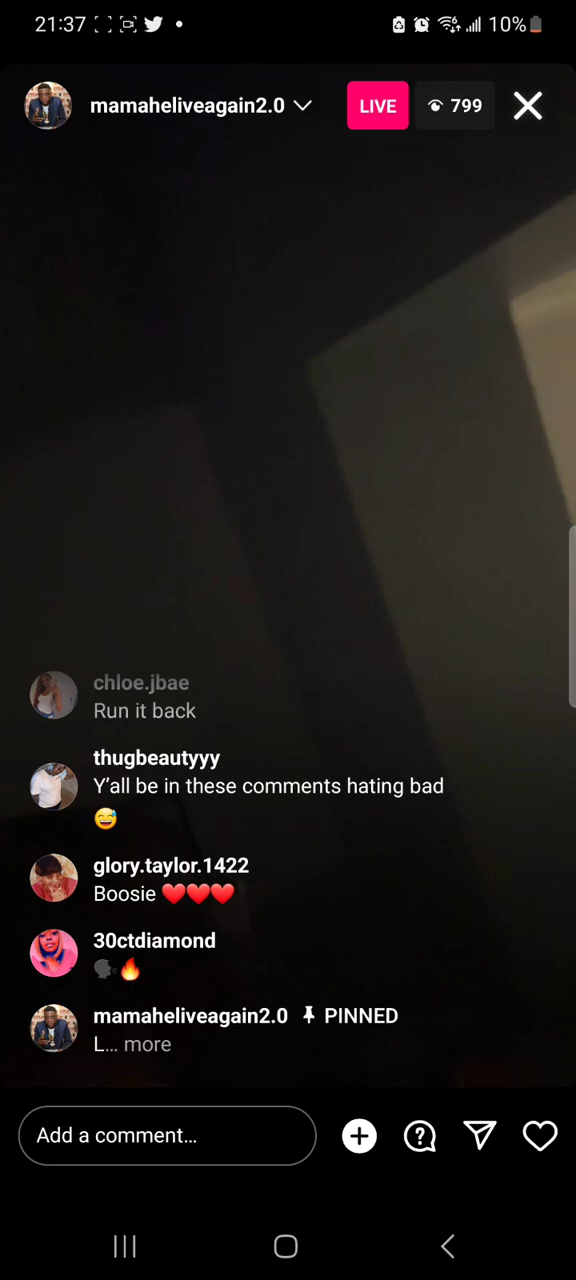 21:37
10%
mamaheliveagain2.0
LIVE
799
chloe.jbae
Run it back
thugbeautyyy
Y'all be in these comments hating bad
😅
glory.taylor.1422
Boosie ❤️❤️❤️
30ctdiamond
🗣🔥
mamaheliveagain2.0 PINNED
L... more
Add a comment...